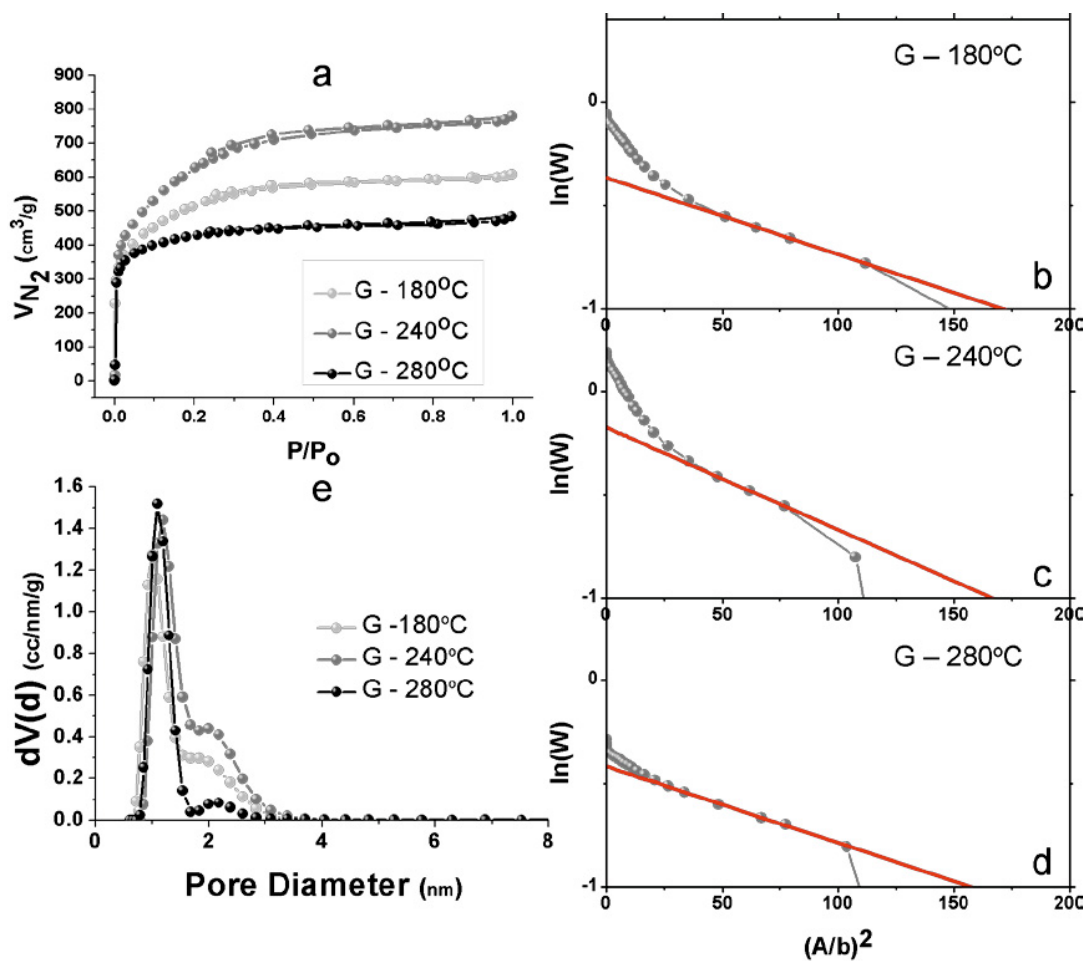 a
900
800
700
600
500
400
300
200
100
0
V_N2 (cm³/g)
G - 180⁰C
G - 240⁰C
G - 280⁰C
0.0 0.2 0.4 0.6 0.8 1.0
P/Po
e
1.6
1.4
1.2
1.0
0.8
0.6
0.4
0.2
0.0
dV(d) (cc/nm/g)
G -180ºC
G - 240ºC
G - 280ºC
0 2 4 6 8
Pore Diameter (nm)
G – 180ºC
0
-1
ln(W)
b
0 50 100 150 200
G – 240ºC
0
-1
ln(W)
c
0 50 100 150 200
G – 280ºC
0
-1
ln(W)
d
0 50 100 150 200
(A/b)²